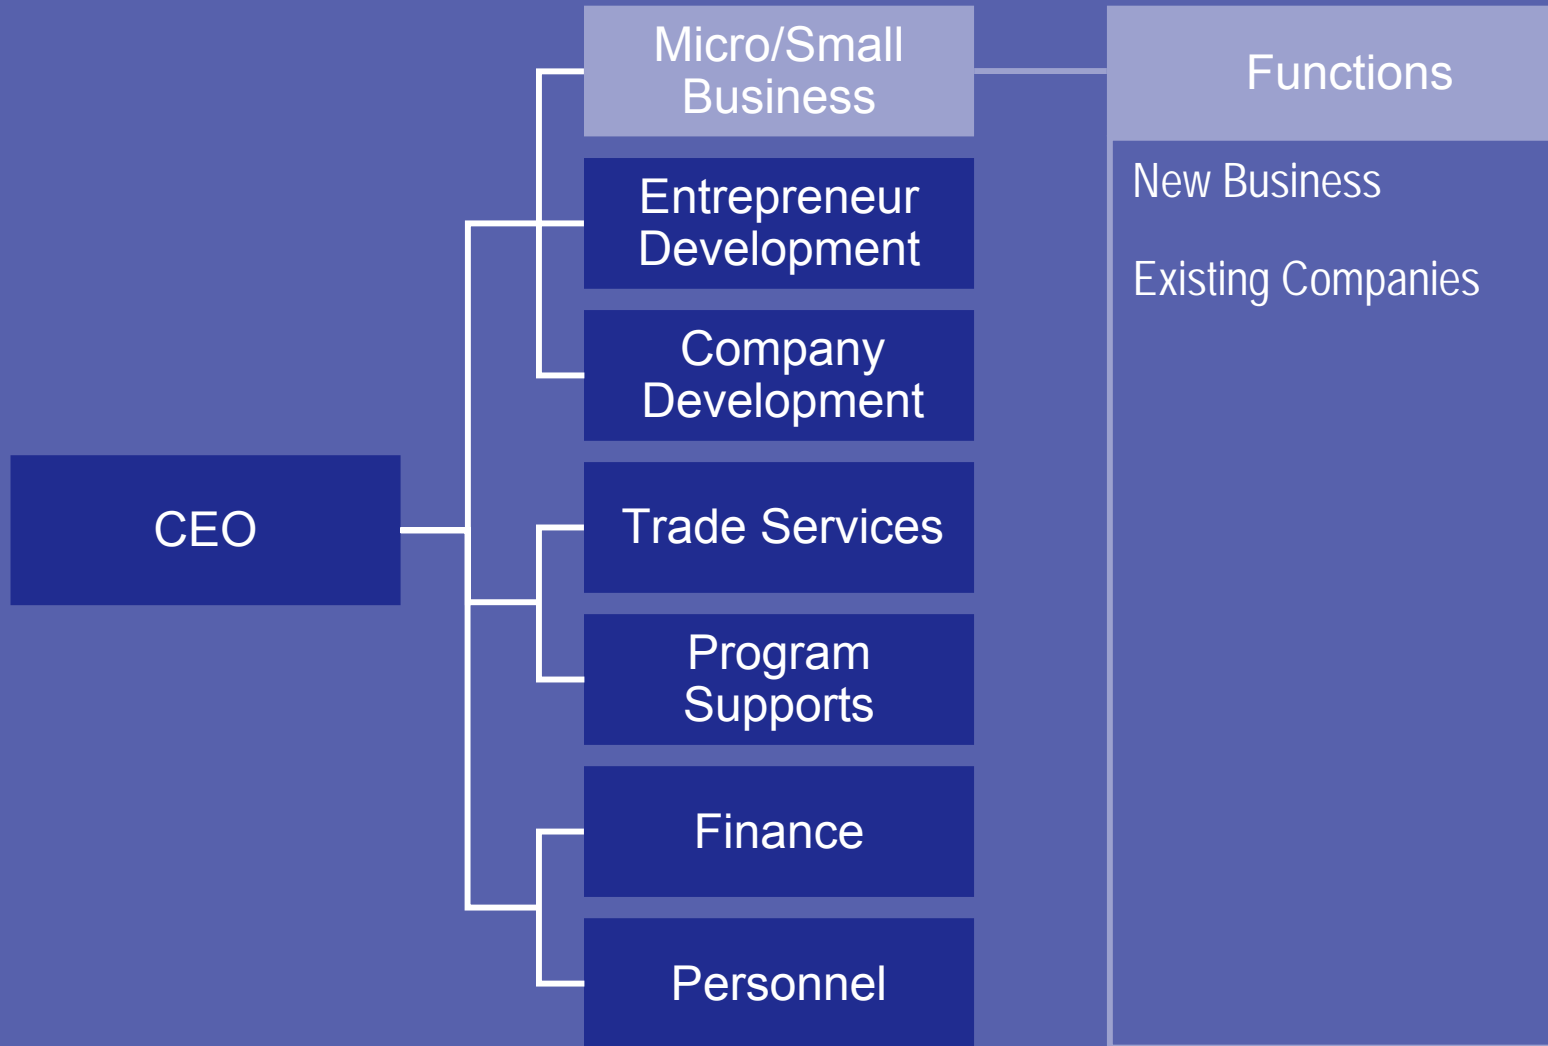 Micro/Small
Business
Functions
New Business
Existing Companies
Entrepreneur
Development
Company
Development
CEO
Trade Services
Program
Supports
Finance
Personnel